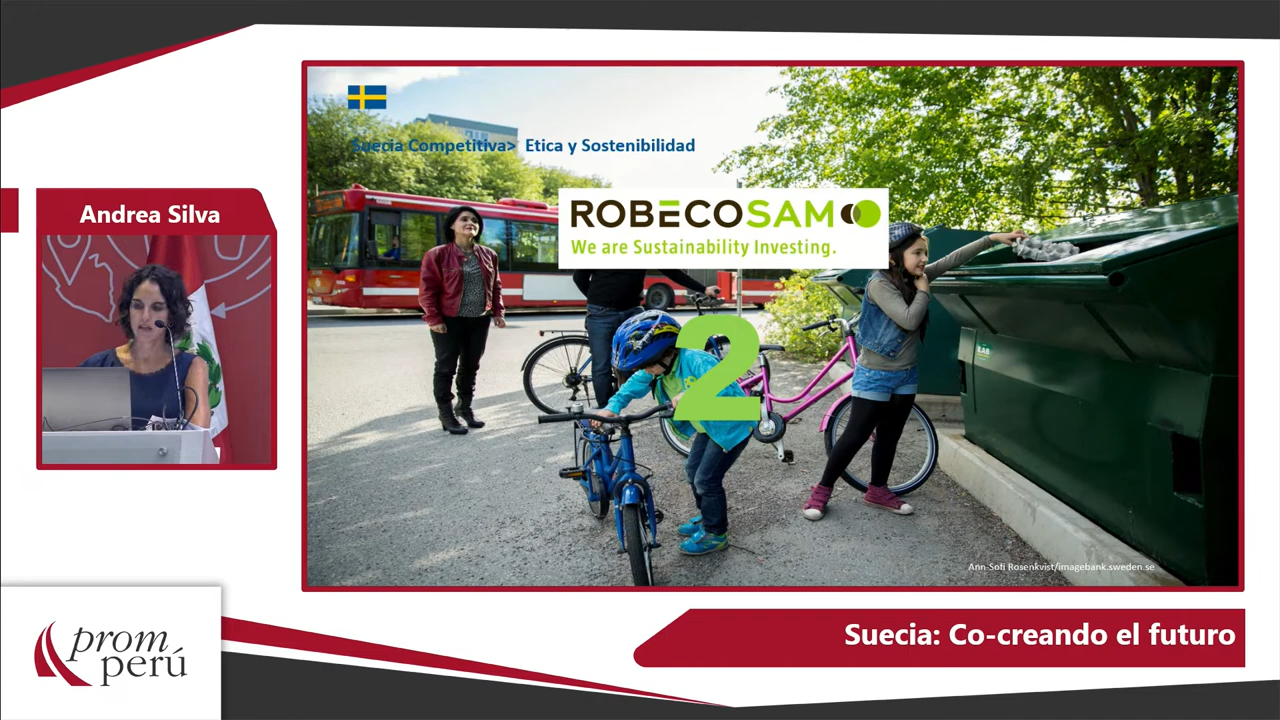 Andrea Silva
Suecia Competitiva> Etica y Sostenibilidad
ROBECOSAM
We are Sustainability Investing.
2
Ann-Sofi Rosenkvist/imagebank.sweden.se
Suecia: Co-creando el futuro
prom
perú